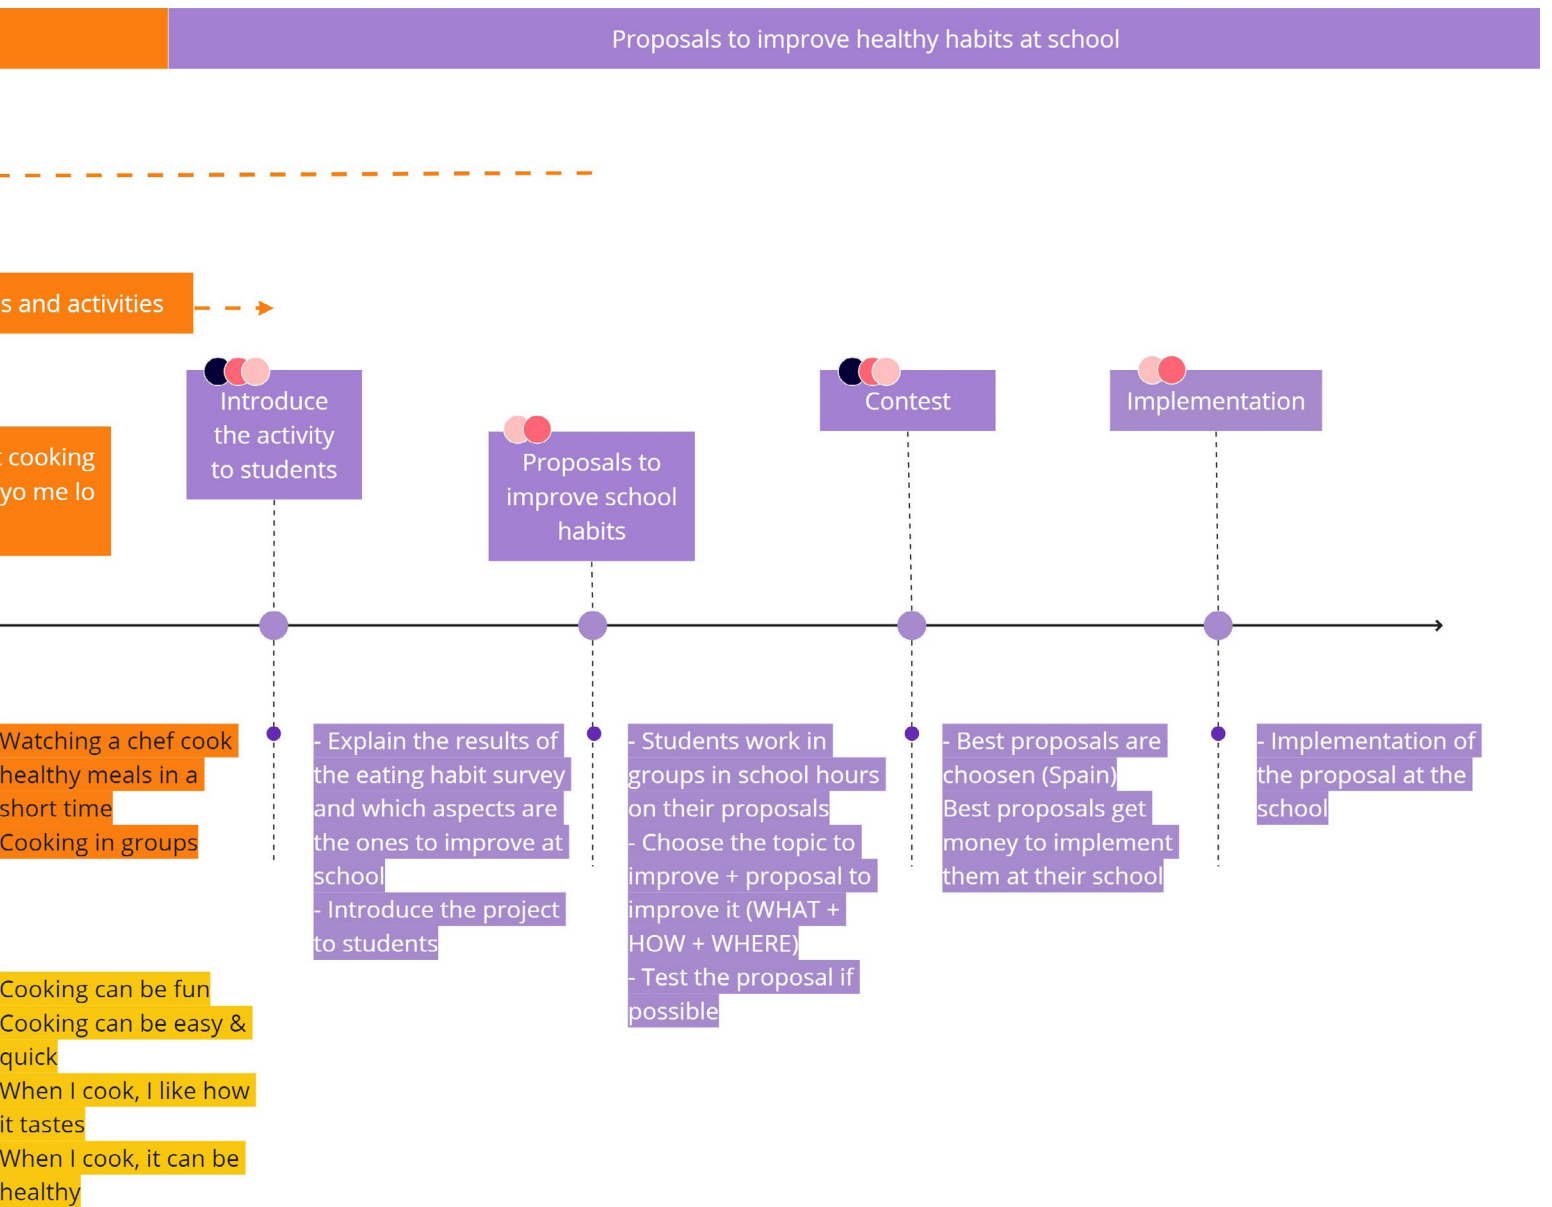 Proposals to improve healthy habits at school
s and activities
cooking
yo me lo
Introduce
the activity
to students
Proposals to
improve school
habits
Contest
Implementation
Watching a chef cook
healthy meals in a
short time
Cooking in groups
- Explain the results of
the eating habit survey
and which aspects are
the ones to improve at
school
- Introduce the project
to students
- Students work in
groups in school hours
on their proposals
- Choose the topic to
improve + proposal to
improve it (WHAT +
HOW + WHERE)
- Test the proposal if
possible
- Best proposals are
choosen (Spain)
Best proposals get
money to implement
them at their school
- Implementation of
the proposal at the
school
Cooking can be fun
Cooking can be easy &
quick
When I cook, I like how
it tastes
When I cook, it can be
healthy